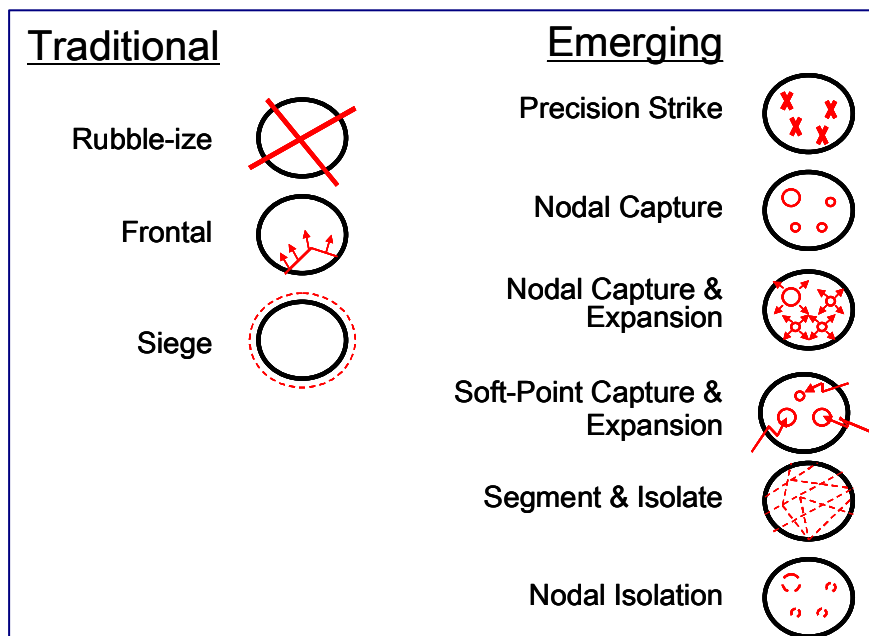 Traditional
Rubble-ize
Frontal
Siege
Emerging
Precision Strike
Nodal Capture
Nodal Capture &
Expansion
Soft-Point Capture &
Expansion
Segment & Isolate
Nodal Isolation